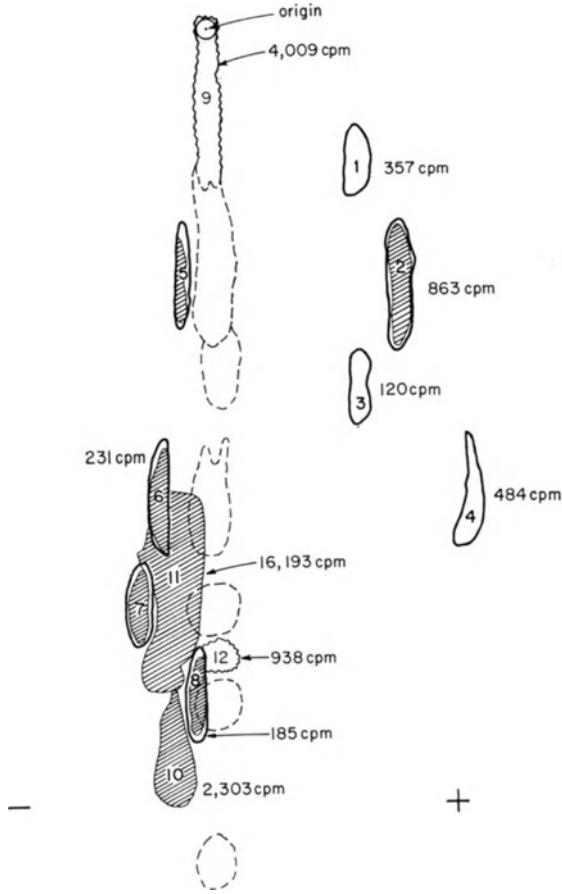 origin
4,009 cpm
9
1
357 cpm
5
2
863 cpm
3
120 cpm
231 cpm
6
4
484 cpm
11
16,193 cpm
7
12
938 cpm
8
185 cpm
10
2,303 cpm
− +